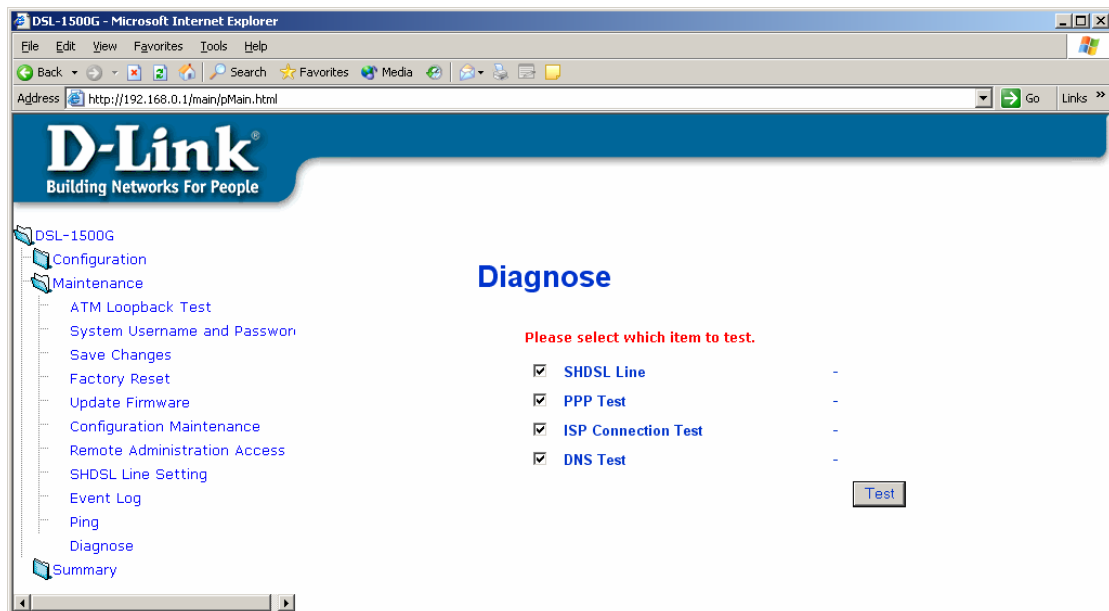 DSL-1500G - Microsoft Internet Explorer
File Edit View Favorites Tools Help
Back Search Favorites Media
Address http://192.168.0.1/main/pMain.html Go Links »
D-Link®
Building Networks For People
DSL-1500G
Configuration
Maintenance
ATM Loopback Test
System Username and Passwor
Save Changes
Factory Reset
Update Firmware
Configuration Maintenance
Remote Administration Access
SHDSL Line Setting
Event Log
Ping
Diagnose
Summary
Diagnose
Please select which item to test.
SHDSL Line -
PPP Test -
ISP Connection Test -
DNS Test -
Test